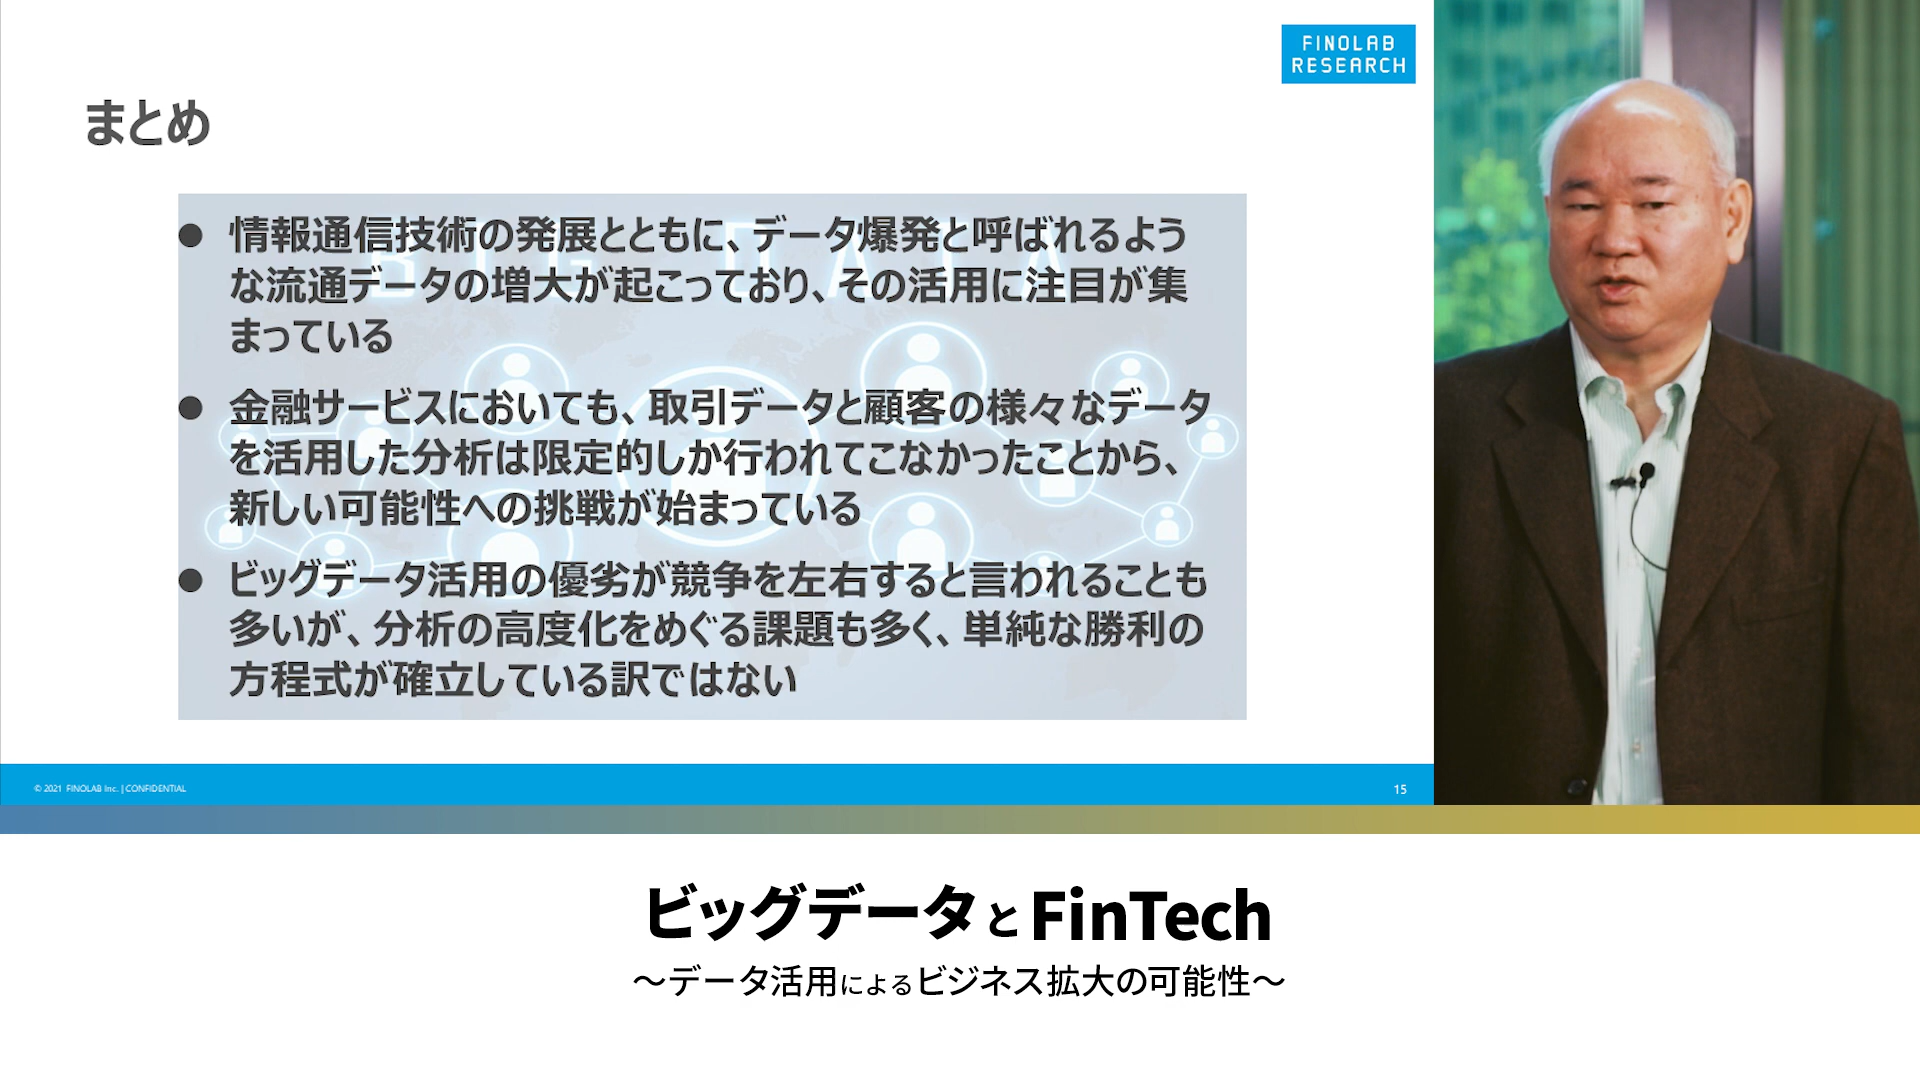 FINOLAB
RESEARCH
まとめ
● 情報通信技術の発展とともに、データ爆発と呼ばれるよう
な流通データの増大が起こっており、その活用に注目が集
まっている
● 金融サービスにおいても、取引データと顧客の様々なデータ
を活用した分析は限定的しか行われてこなかったことから、
新しい可能性への挑戦が始まっている
● ビッグデータ活用の優劣が競争を左右すると言われることも
多いが、分析の高度化をめぐる課題も多く、単純な勝利の
方程式が確立している訳ではない
BIG DATA
© 2021 FINOLAB Inc. | CONFIDENTIAL
15
ビッグデータとFinTech
～データ活用によるビジネス拡大の可能性～